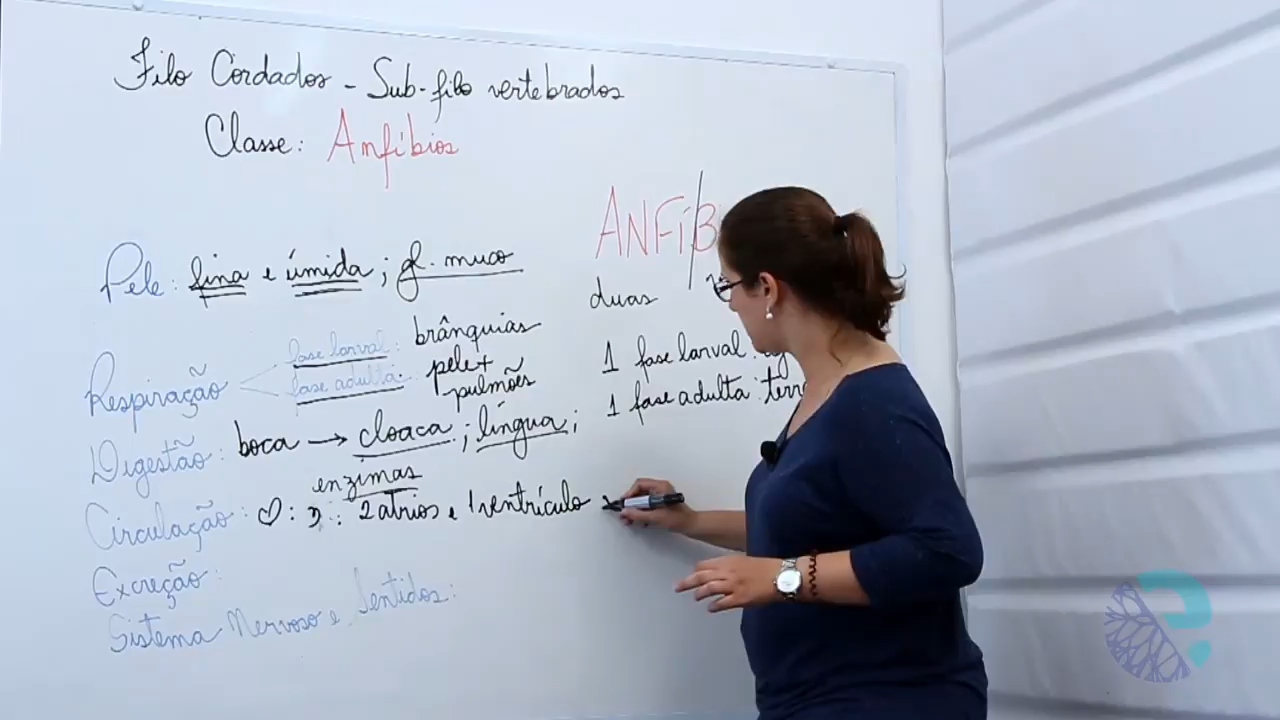 Filo Cordados - Sub-filo vertebrados
Classe: Anfíbios
ANFÍB
duas
Pele: fina e úmida; gl. muco
1 fase larval:
1 fase adulta: terr
Respiração
fase larval: brânquias
fase adulta: pele +
pulmões
Digestão: boca → cloaca; língua;
enzimas
Circulação: ♡: 3: 2 átrios e 1 ventrículo
Excreção:
Sistema Nervoso e Sentidos: